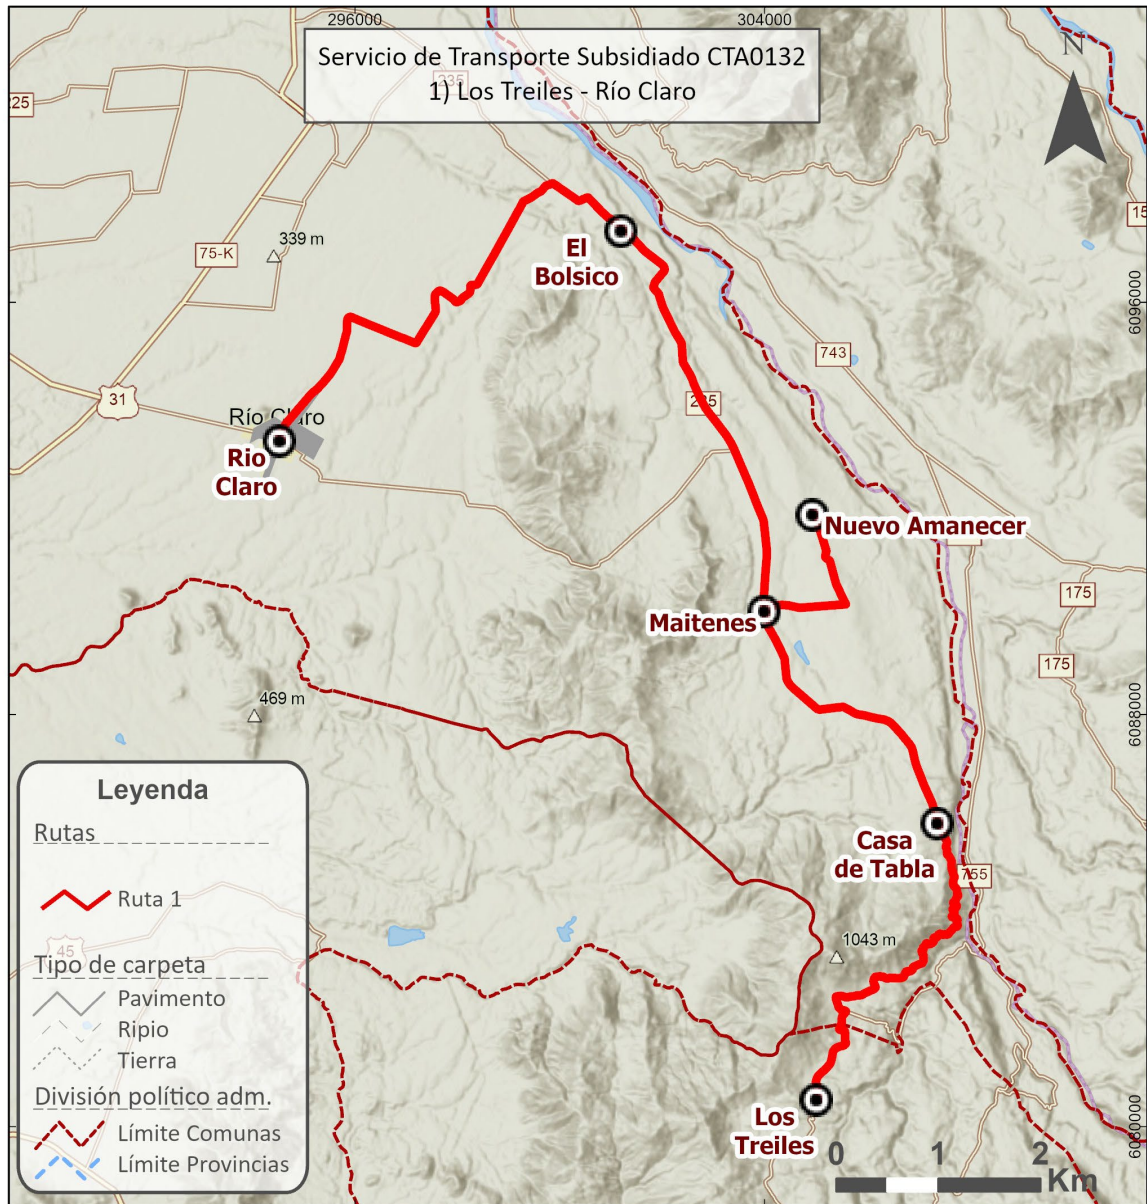 296000
304000
Servicio de Transporte Subsidiado CTA0132
1) Los Treiles - Río Claro
N
235
225
15
75-K
339 m
El
Bolsico
6096000
743
31
235
Río Claro
Rio
Claro
Nuevo Amanecer
175
Maitenes
175
469 m
6088000
Casa
de Tabla
755
1043 m
Los
Treiles
6080000
0 1 2
Km
Leyenda
Rutas
Ruta 1
45
Tipo de carpeta
Pavimento
Ripio
Tierra
División político adm.
Límite Comunas
Límite Provincias